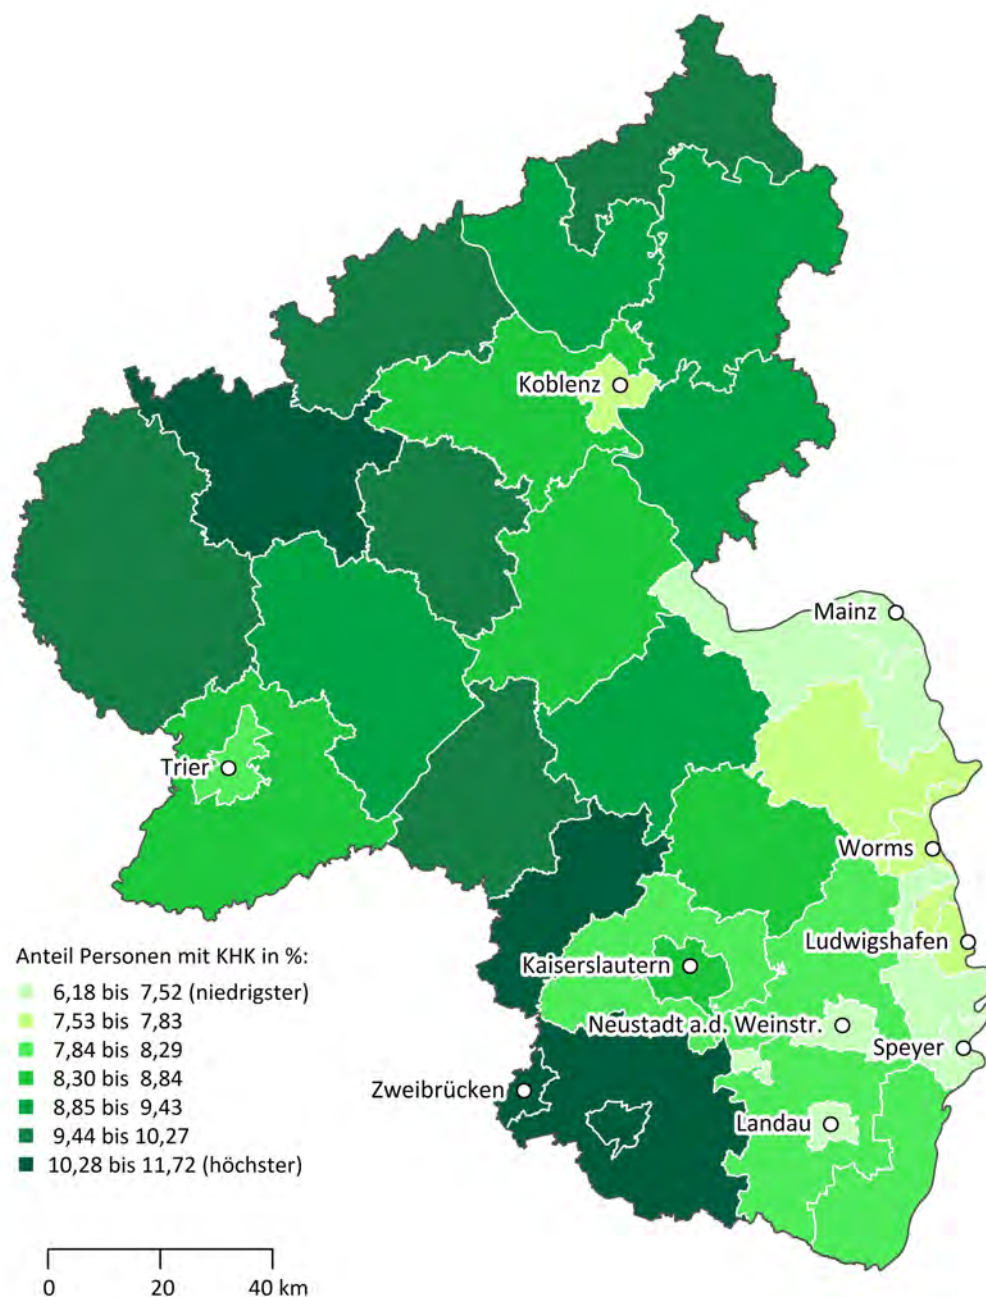 Koblenz
Mainz
Trier
Worms
Ludwigshafen
Kaiserslautern
Neustadt a.d. Weinstr.
Speyer
Zweibrücken
Landau
Anteil Personen mit KHK in %:
6,18 bis 7,52 (niedrigster)
7,53 bis 7,83
7,84 bis 8,29
8,30 bis 8,84
8,85 bis 9,43
9,44 bis 10,27
10,28 bis 11,72 (höchster)
0 20 40 km